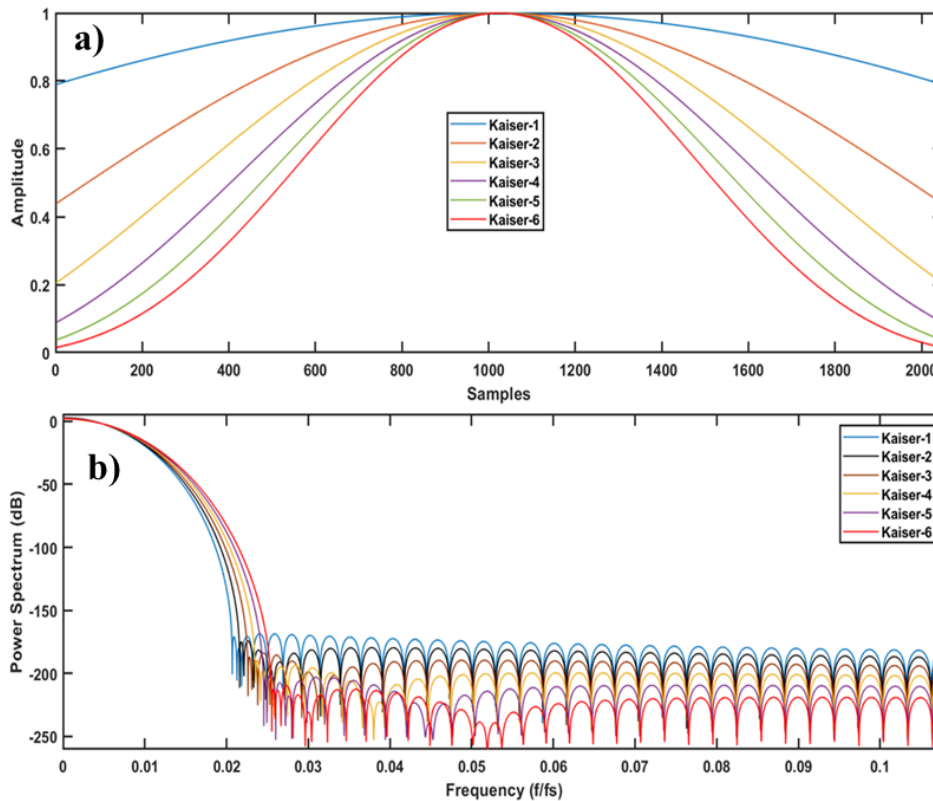 a)
1
0.8
0.6
0.4
0.2
0
Amplitude
Kaiser-1
Kaiser-2
Kaiser-3
Kaiser-4
Kaiser-5
Kaiser-6
0 200 400 600 800 1000 1200 1400 1600 1800 2000
Samples
b)
0
-50
-100
-150
-200
-250
Power Spectrum (dB)
Kaiser-1
Kaiser-2
Kaiser-3
Kaiser-4
Kaiser-5
Kaiser-6
0 0.01 0.02 0.03 0.04 0.05 0.06 0.07 0.08 0.09 0.1
Frequency (f/fs)